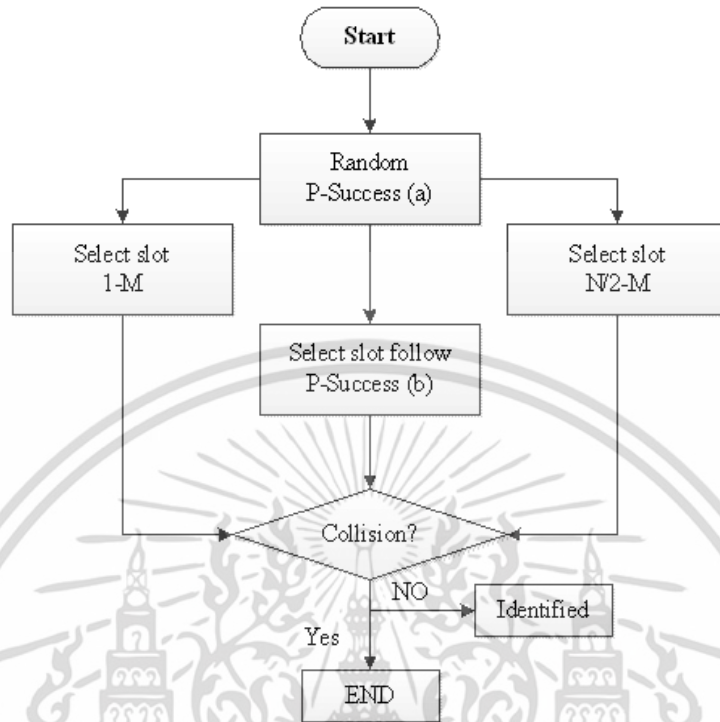 Start
Random
P-Success (a)
Select slot
1-M
Select slot
N/2-M
Select slot follow
P-Success (b)
Collision?
NO
Identified
Yes
END